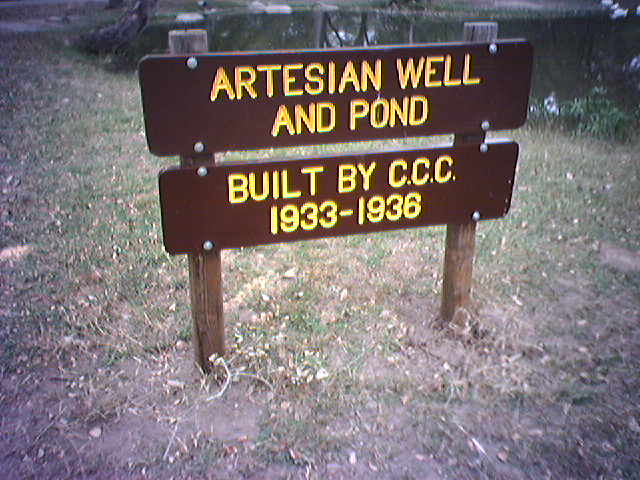 ARTESIAN WELL
AND POND
BUILT BY C.C.C.
1933-1936